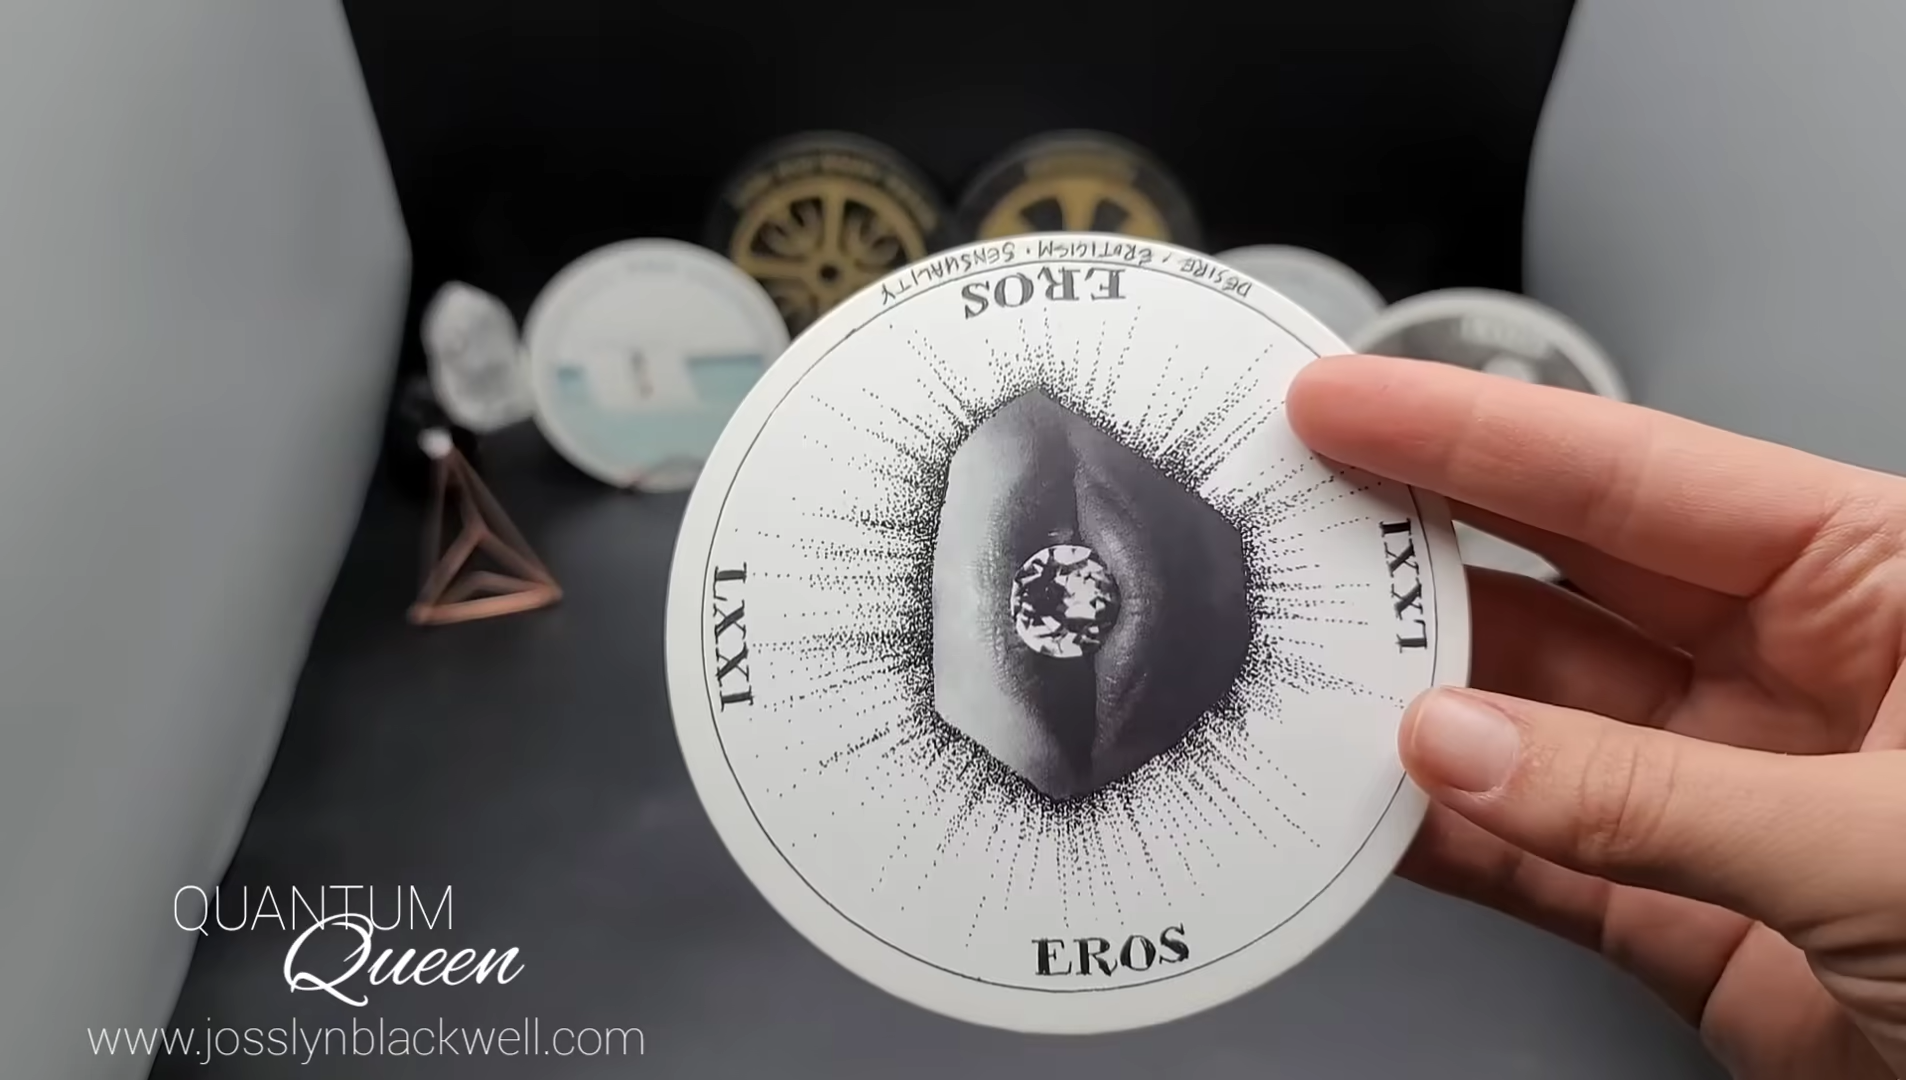 DESIRE · EROTICISM · SENSUALITY
EROS
LXXI
LXXI
EROS
QUANTUM
Queen
www.josslynblackwell.com